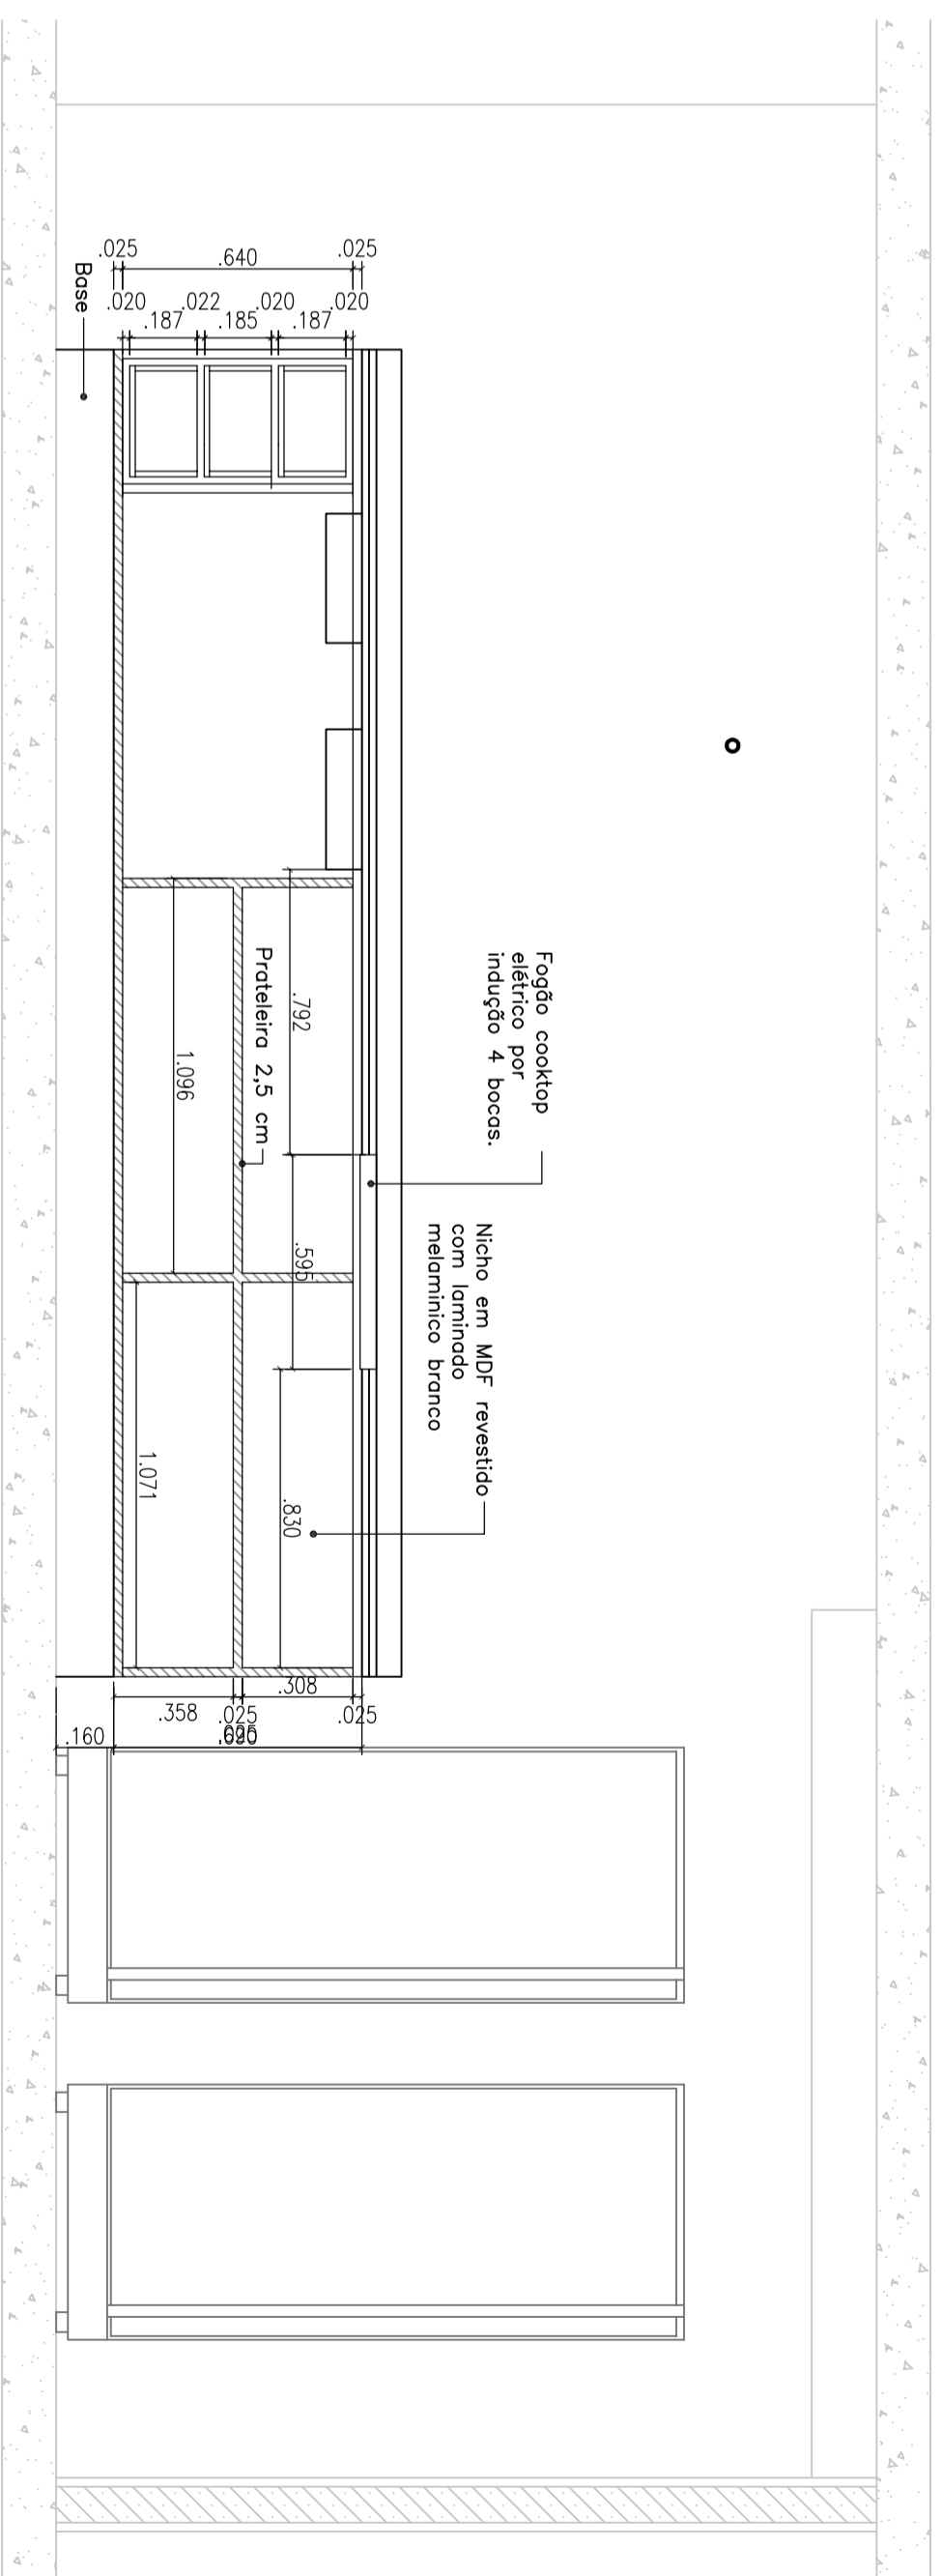 .025
.640
.025
.020
.022
.020
.020
.187
.185
.187
Base
Fogão cooktop
elétrico por
indução 4 bocas.
.792
Prateleira 2,5 cm
1.096
.595
Nicho em MDF revestido
com laminado
melaminico branco
.830
1.071
.308
.358
.025
.025
.160